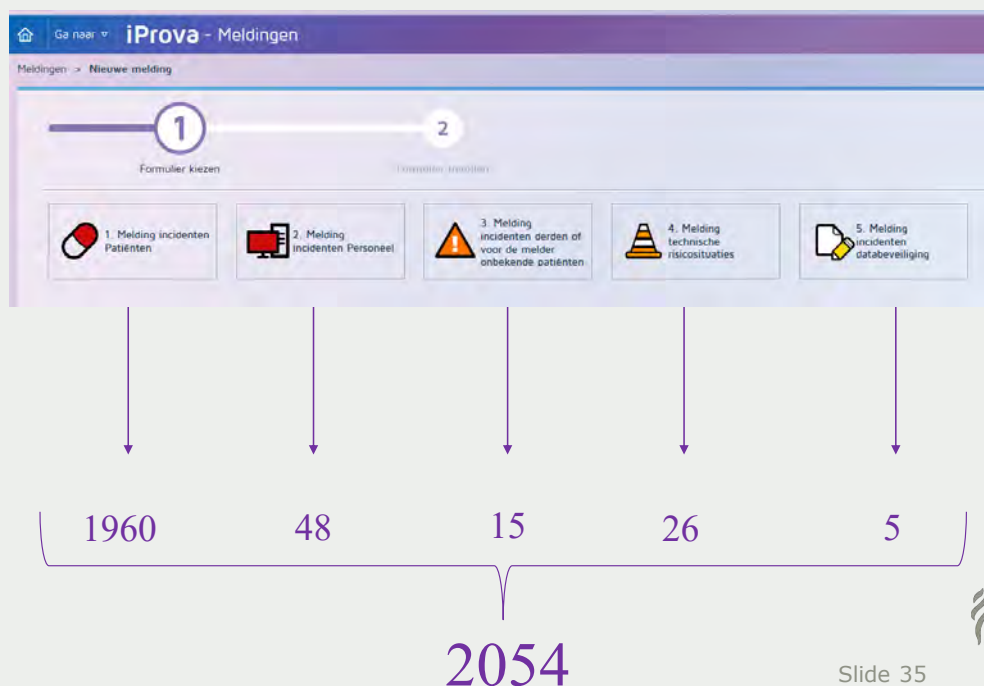 Ga naar ▿ iProva - Meldingen
Meldingen > Nieuwe melding
1
2
Formulier kiezen
Formulier invullen
1. Melding incidenten
Patiënten
2. Melding
incidenten Personeel
3. Melding
incidenten derden of
voor de melder
onbekende patiënten
4. Melding
technische
risicosituaties
5. Melding
incidenten
databeveiliging
1960
48
15
26
5
2054
Slide 35